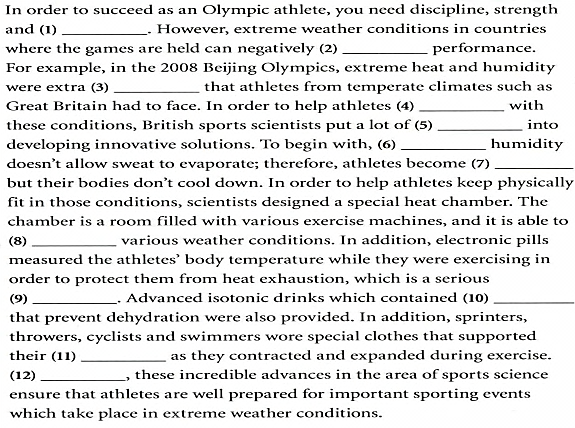 In order to succeed as an Olympic athlete, you need discipline, strength
and (1) __________. However, extreme weather conditions in countries
where the games are held can negatively (2) __________ performance.
For example, in the 2008 Beijing Olympics, extreme heat and humidity
were extra (3) __________ that athletes from temperate climates such as
Great Britain had to face. In order to help athletes (4) __________ with
these conditions, British sports scientists put a lot of (5) __________ into
developing innovative solutions. To begin with, (6) __________ humidity
doesn't allow sweat to evaporate; therefore, athletes become (7) __________
but their bodies don't cool down. In order to help athletes keep physically
fit in those conditions, scientists designed a special heat chamber. The
chamber is a room filled with various exercise machines, and it is able to
(8) __________ various weather conditions. In addition, electronic pills
measured the athletes' body temperature while they were exercising in
order to protect them from heat exhaustion, which is a serious
(9) __________. Advanced isotonic drinks which contained (10) __________
that prevent dehydration were also provided. In addition, sprinters,
throwers, cyclists and swimmers wore special clothes that supported
their (11) __________ as they contracted and expanded during exercise.
(12) __________, these incredible advances in the area of sports science
ensure that athletes are well prepared for important sporting events
which take place in extreme weather conditions.